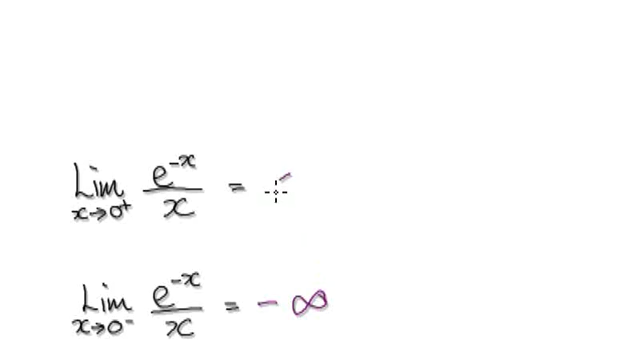 Lim x→0⁺ e⁻ˣ/x =
Lim x→0⁻ e⁻ˣ/x = - ∞